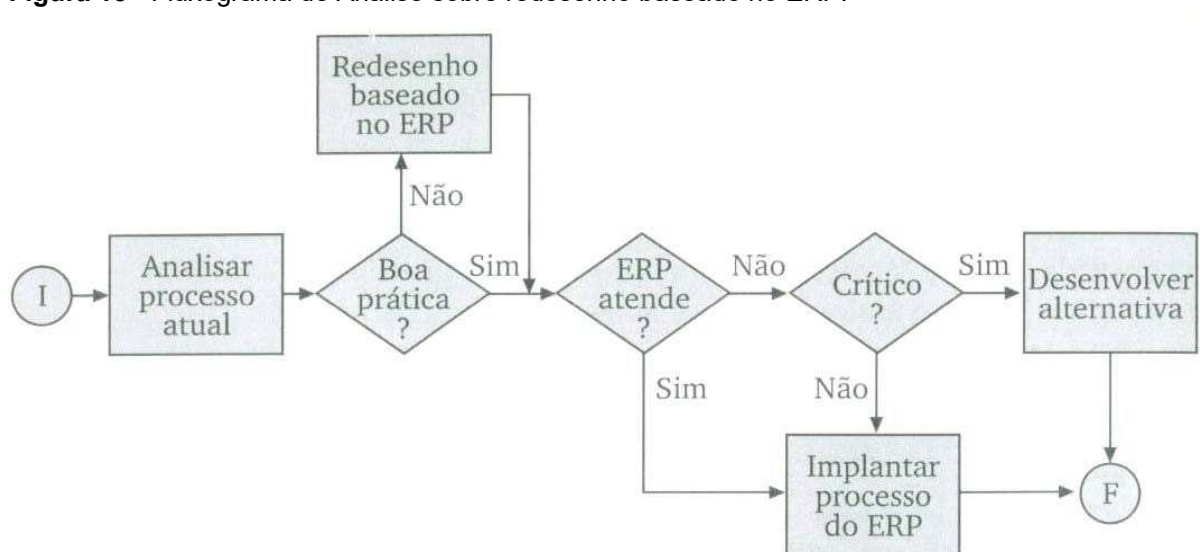 Redesenho
baseado
no ERP
Não
I
Analisar
processo
atual
Boa
prática
?
Sim
ERP
atende
?
Não
Crítico
?
Sim
Desenvolver
alternativa
Sim
Não
Implantar
processo
do ERP
F